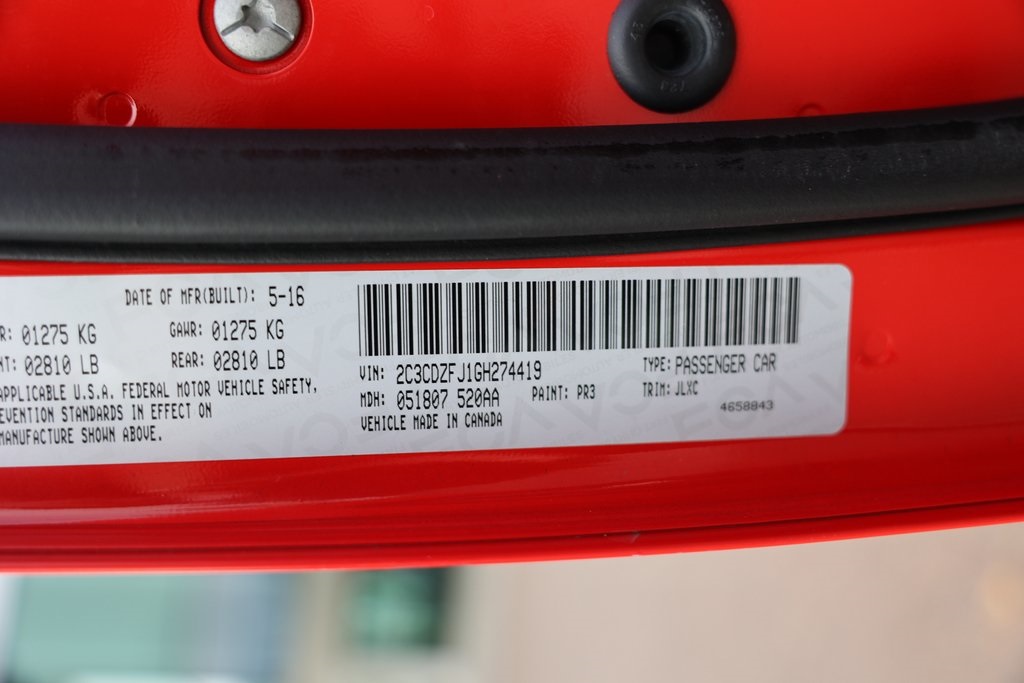 DATE OF MFR(BUILT): 5-16
R: 01275 KG GAWR: 01275 KG
NT: 02810 LB REAR: 02810 LB
APPLICABLE U.S.A. FEDERAL MOTOR VEHICLE SAFETY,
EVENTION STANDARDS IN EFFECT ON
MANUFACTURE SHOWN ABOVE.
VIN: 2C3CDZFJ1GH274419 TYPE: PASSENGER CAR
MDH: 051807 520AA PAINT: PR3 TRIM: JLXC
VEHICLE MADE IN CANADA 4658843